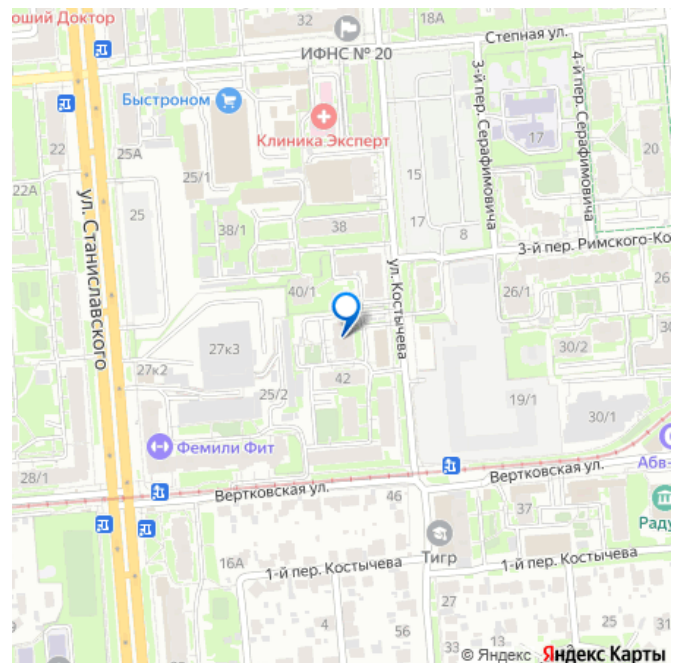 оший Доктор
32
18А
ИФНС № 20
Степная ул.
Быстроном
Клиника Эксперт
22
25А
17
20
22А
25/1
15
3-й пер. Серафимовича
4-й пер. Серафимовича
25
38/1
38
17
8
3-й пер. Римского-Ко
ул. Станиславского
ул. Костычева
40/1
26/1
30/
27к3
30/2
27к2
42
25/2
19/1
30/1
Фемили Фит
28/1
Вертковская ул.
Вертковская ул.
Абв-
46
37
Раду
Тигр
16А
1-й пер. Костычева
1-й пер. Костычева
27
4
56
25
31
33
13
2
© Яндекс Яндекс Карты